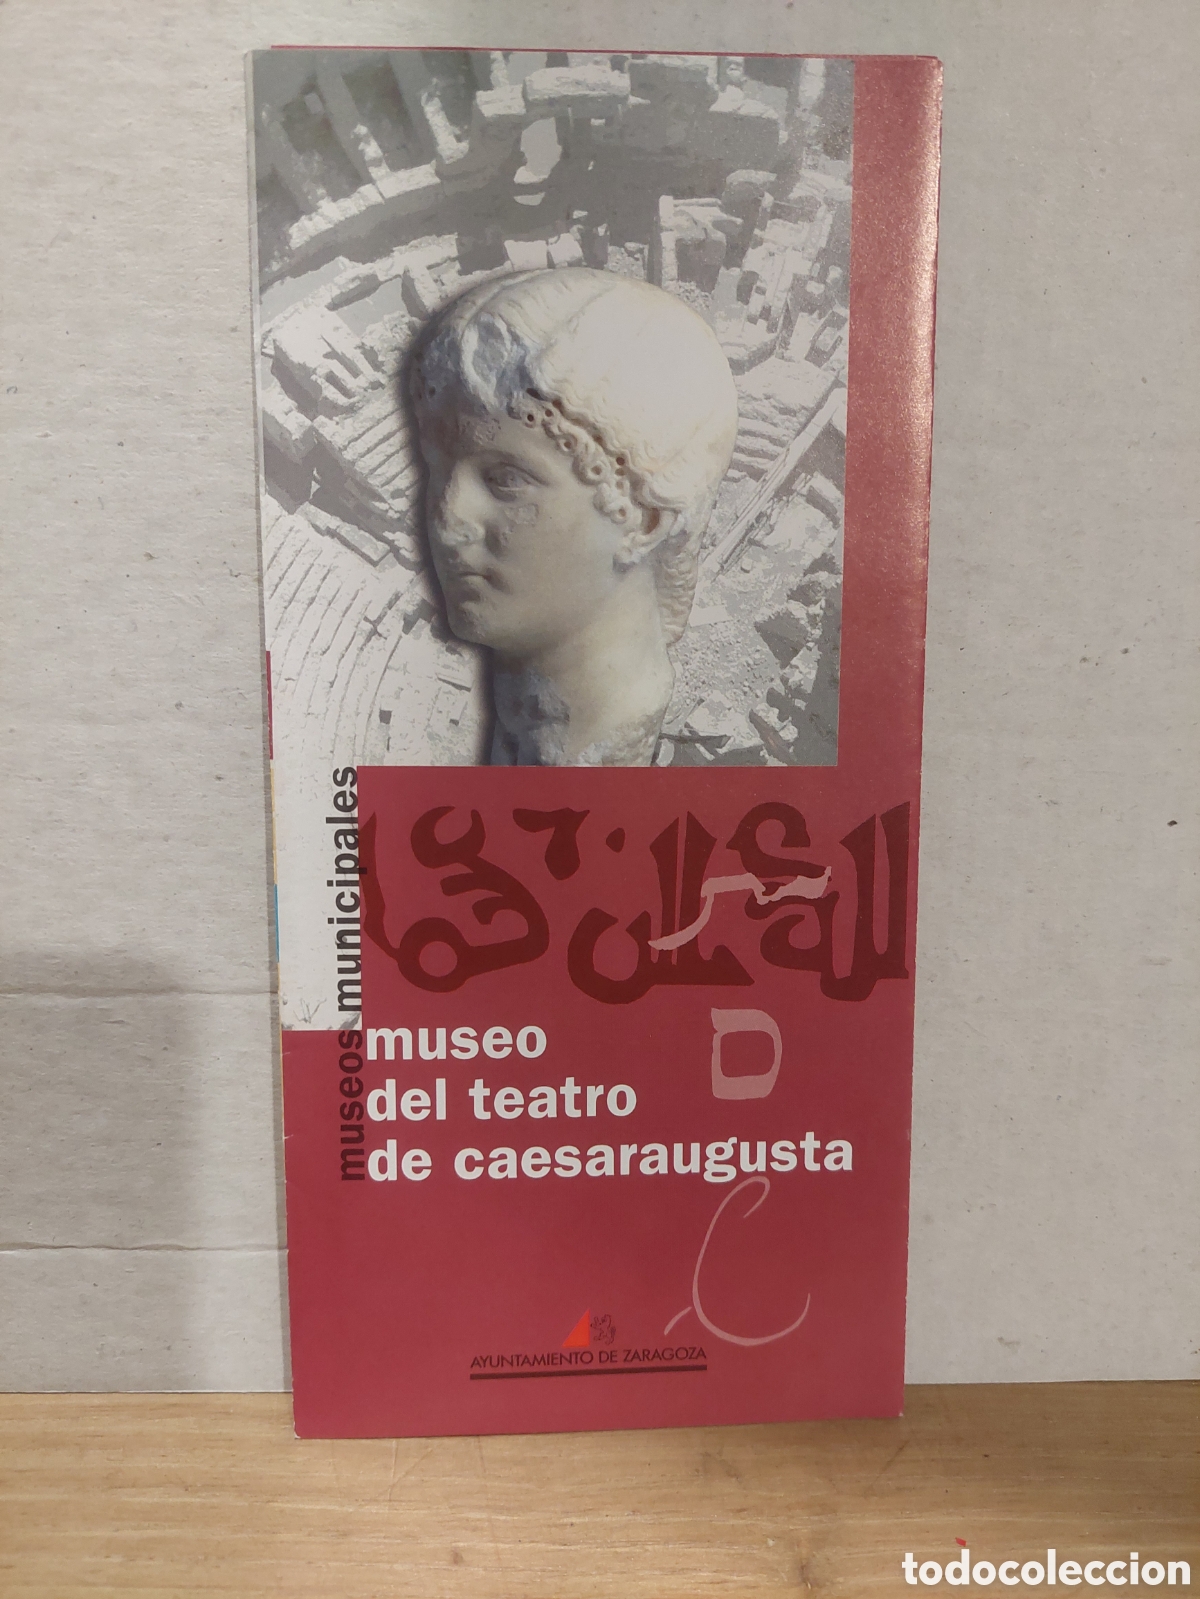 museos municipales
museo
del teatro
de caesaraugusta
AYUNTAMIENTO DE ZARAGOZA
todocoleccion